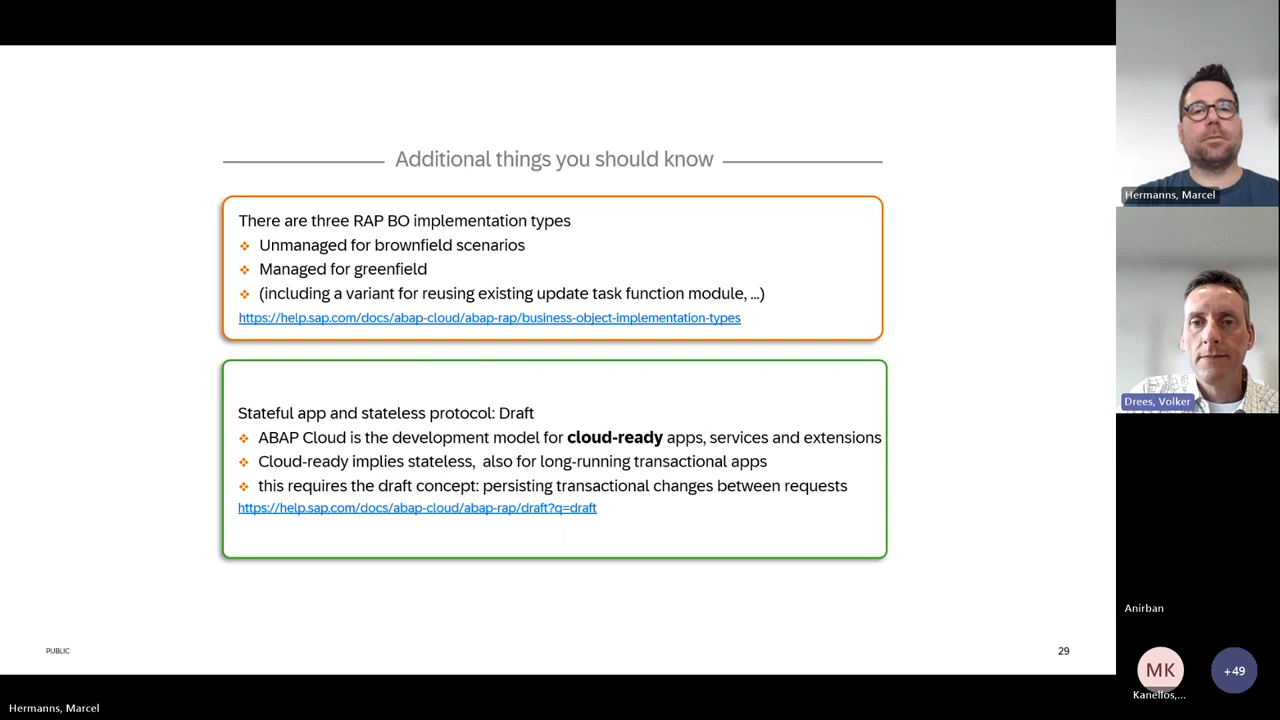 Additional things you should know
There are three RAP BO implementation types
❖ Unmanaged for brownfield scenarios
❖ Managed for greenfield
❖ (including a variant for reusing existing update task function module, ...)
https://help.sap.com/docs/abap-cloud/abap-rap/business-object-implementation-types
Stateful app and stateless protocol: Draft
❖ ABAP Cloud is the development model for cloud-ready apps, services and extensions
❖ Cloud-ready implies stateless, also for long-running transactional apps
❖ this requires the draft concept: persisting transactional changes between requests
https://help.sap.com/docs/abap-cloud/abap-rap/draft?q=draft
PUBLIC
29
Hermanns, Marcel
Hermanns, Marcel
Drees, Volker
Anirban
MK
Kanellos,...
+49